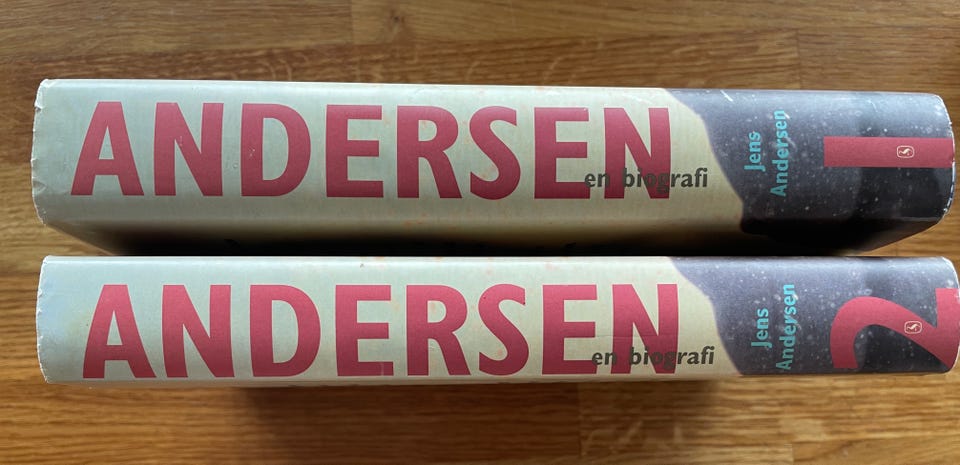 ANDERSEN
en biografi
Jens
Andersen
1
ANDERSEN
en biografi
Jens
Andersen
2